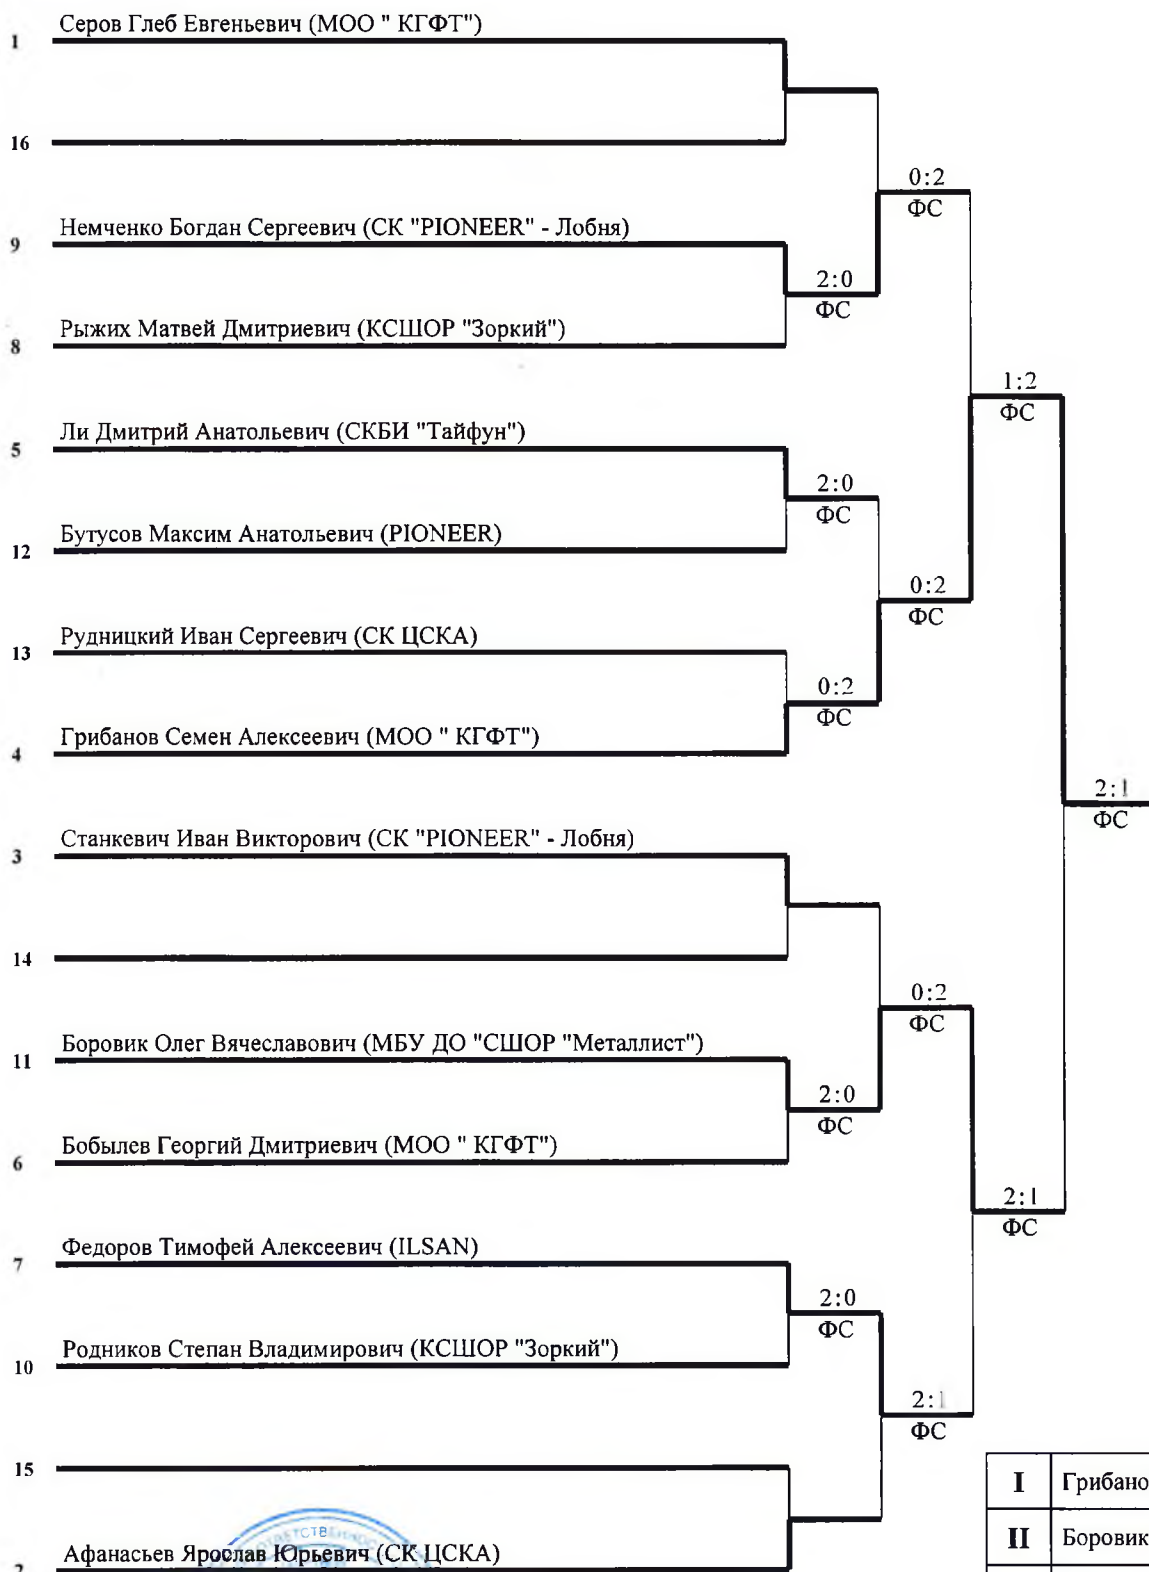 Серов Глеб Евгеньевич (МОО " КГФТ")
1
16
0:2
ФС
Немченко Богдан Сергеевич (СК "PIONEER" - Лобня)
9
2:0
ФС
Рыжих Матвей Дмитриевич (КСШОР "Зоркий")
8
1:2
ФС
Ли Дмитрий Анатольевич (СКБИ "Тайфун")
5
2:0
ФС
Бутусов Максим Анатольевич (PIONEER)
12
0:2
ФС
Рудницкий Иван Сергеевич (СК ЦСКА)
13
0:2
ФС
Грибанов Семен Алексеевич (МОО " КГФТ")
4
2:1
ФС
Станкевич Иван Викторович (СК "PIONEER" - Лобня)
3
14
0:2
ФС
Боровик Олег Вячеславович (МБУ ДО "СШОР "Металлист")
11
2:0
ФС
Бобылев Георгий Дмитриевич (МОО " КГФТ")
6
2:1
ФС
Федоров Тимофей Алексеевич (ILSAN)
7
2:0
ФС
Родников Степан Владимирович (КСШОР "Зоркий")
10
2:1
ФС
15
I Грибано
II Боровик
Афанасьев Ярослав Юрьевич (СК ЦСКА)
2